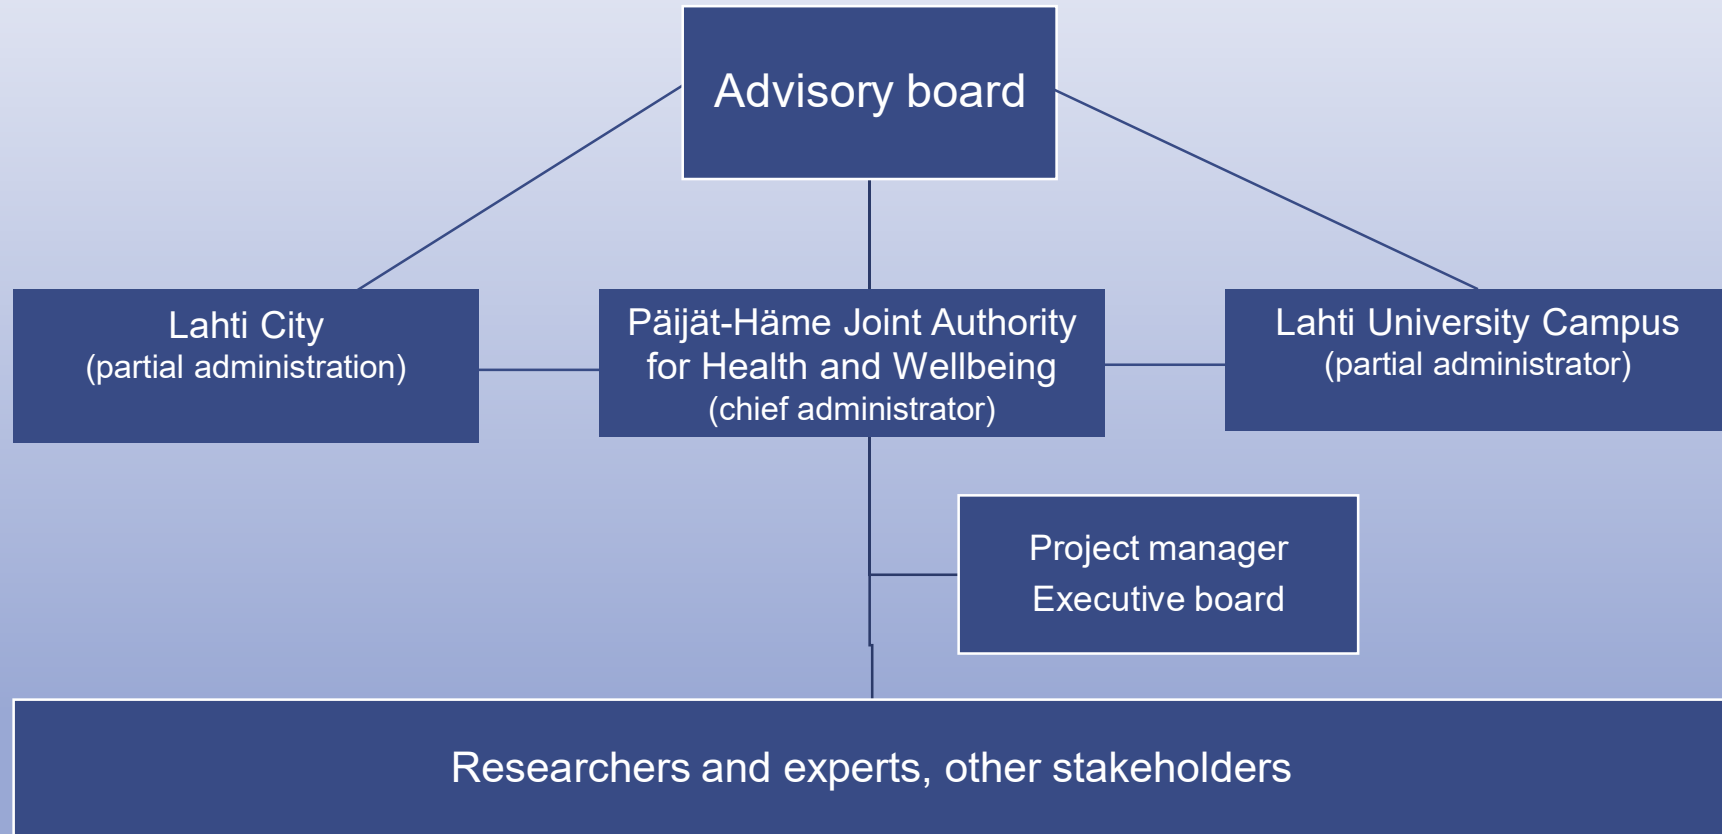 Advisory board
Lahti City
(partial administration)
Päijät-Häme Joint Authority
for Health and Wellbeing
(chief administrator)
Lahti University Campus
(partial administrator)
Project manager
Executive board
Researchers and experts, other stakeholders